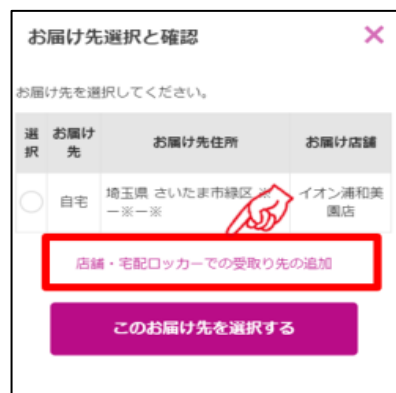 お届け先選択と確認 ×
お届け先を選択してください。
選択 お届け先 お届け先住所 お届け店舗
自宅 埼玉県 さいたま市緑区 ※ー※ー※ イオン浦和美園店
店舗・宅配ロッカーでの受取り先の追加
このお届け先を選択する